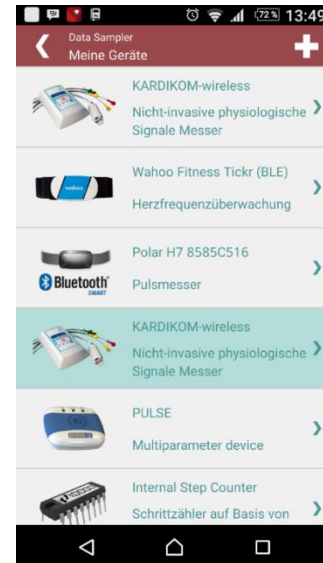 72% 13:49
Data Sampler
Meine Geräte
KARDIKOM-wireless
Nicht-invasive physiologische
Signale Messer
Wahoo Fitness Tickr (BLE)
Herzfrequenzüberwachung
wahoo
Polar H7 8585C516
Pulsmesser
Bluetooth
SMART
KARDIKOM-wireless
Nicht-invasive physiologische
Signale Messer
PULSE
Multiparameter device
Internal Step Counter
Schrittzähler auf Basis von